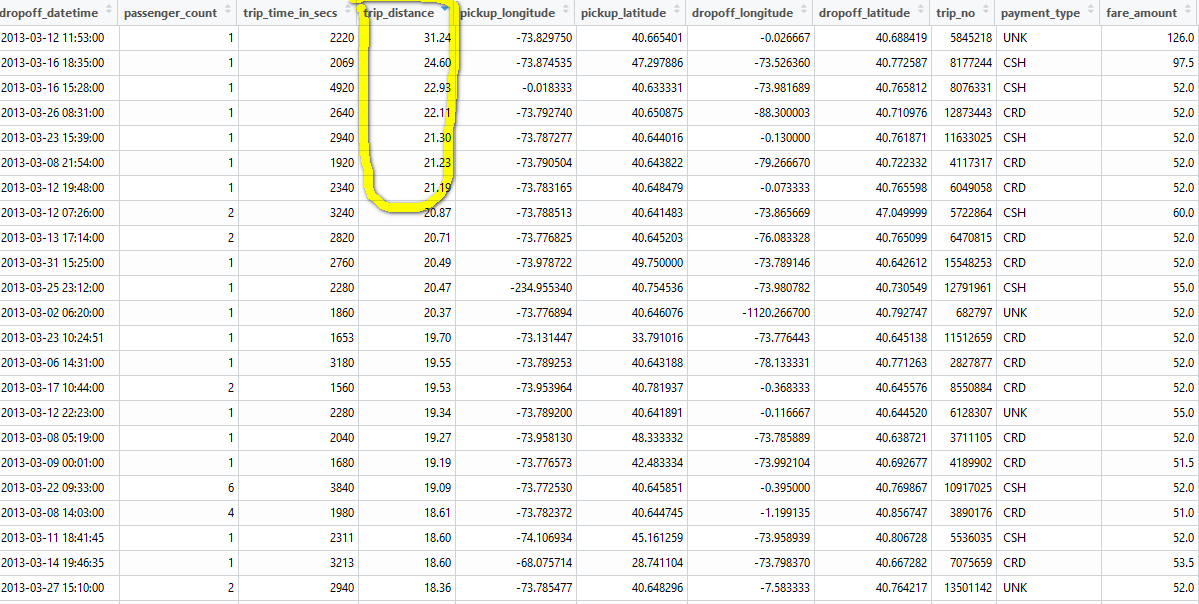 dropoff_datetime passenger_count trip_time_in_secs trip_distance pickup_longitude pickup_latitude dropoff_longitude dropoff_latitude trip_no payment_type fare_amount
2013-03-12 11:53:00 1 2220 31.24 -73.829750 40.665401 -0.026667 40.688419 5845218 UNK 126.0
2013-03-16 18:35:00 1 2069 24.60 -73.874535 47.297886 -73.526360 40.772587 8177244 CSH 97.5
2013-03-16 15:28:00 1 4920 22.93 -0.018333 40.633331 -73.981689 40.765812 8076331 CSH 52.0
2013-03-26 08:31:00 1 2640 22.11 -73.792740 40.650875 -88.300000 40.710976 12873443 CRD 52.0
2013-03-23 15:39:00 1 2940 21.30 -73.787277 40.644016 -0.130000 40.761871 11633025 CSH 52.0
2013-03-08 21:54:00 1 1920 21.23 -73.790504 40.643822 -79.266670 40.722332 4117317 CRD 52.0
2013-03-12 19:48:00 1 2340 21.19 -73.783165 40.648479 -0.073333 40.765598 6049058 CRD 52.0
2013-03-12 07:26:00 2 3240 20.87 -73.788513 40.641483 -73.865669 47.049999 5722864 CSH 60.0
2013-03-13 17:14:00 2 2820 20.71 -73.776825 40.645203 -76.083328 40.765099 6470815 CRD 52.0
2013-03-31 15:25:00 1 2760 20.49 -73.978722 49.750000 -73.789146 40.642612 15548253 CRD 52.0
2013-03-25 23:12:00 1 2280 20.47 -234.955340 40.754536 -73.980782 40.730549 12791961 CSH 55.0
2013-03-02 06:20:00 1 1860 20.37 -73.776894 40.646076 -1120.266700 40.792747 682797 UNK 52.0
2013-03-23 10:24:51 1 1653 19.70 -73.131447 33.791016 -73.776443 40.645138 11512659 CRD 52.0
2013-03-06 14:31:00 1 3180 19.55 -73.789253 40.643188 -78.133331 40.771263 2827877 CRD 52.0
2013-03-17 10:44:00 2 1560 19.53 -73.953964 40.781937 -0.368333 40.645576 8550884 CRD 52.0
2013-03-12 22:23:00 1 2280 19.34 -73.789200 40.641891 -0.116667 40.644520 6128307 UNK 55.0
2013-03-08 05:19:00 1 2040 19.27 -73.958130 48.333332 -73.785889 40.638721 3711105 CRD 52.0
2013-03-09 00:01:00 1 1680 19.19 -73.776573 42.483334 -73.992104 40.692677 4189902 CRD 51.5
2013-03-22 09:33:00 6 3840 19.09 -73.772530 40.645851 -0.395000 40.769867 10917025 CSH 52.0
2013-03-08 14:03:00 4 1980 18.61 -73.782372 40.644745 -1.199135 40.856747 3890176 CRD 51.0
2013-03-11 18:41:45 1 2311 18.60 -74.106934 45.161259 -73.958939 40.806728 5536035 CSH 52.0
2013-03-14 19:46:35 1 3213 18.60 -68.075714 28.741104 -73.798370 40.667282 7075659 CRD 53.5
2013-03-27 15:10:00 2 2940 18.36 -73.785477 40.648296 -7.583333 40.764217 13501142 UNK 52.0